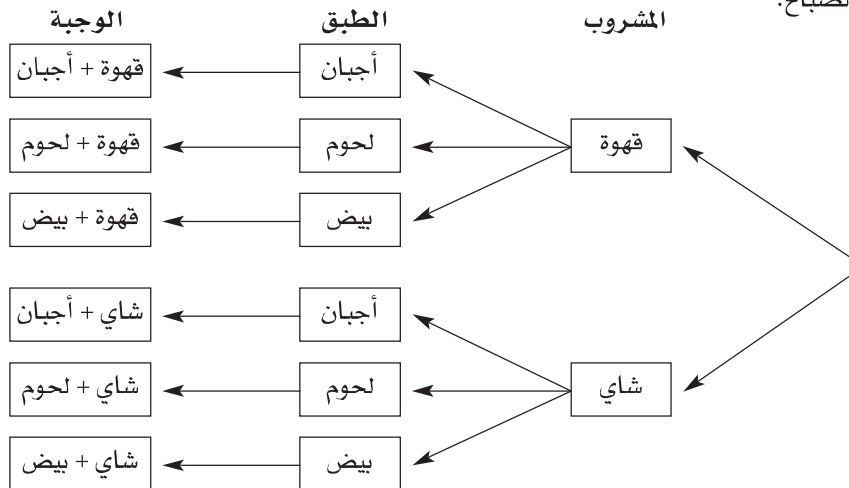 لصباح.
المشروب الطبق الوجبة
أجبان قهوة + أجبان
قهوة لحوم قهوة + لحوم
بيض قهوة + بيض
أجبان شاي + أجبان
شاي لحوم شاي + لحوم
بيض شاي + بيض